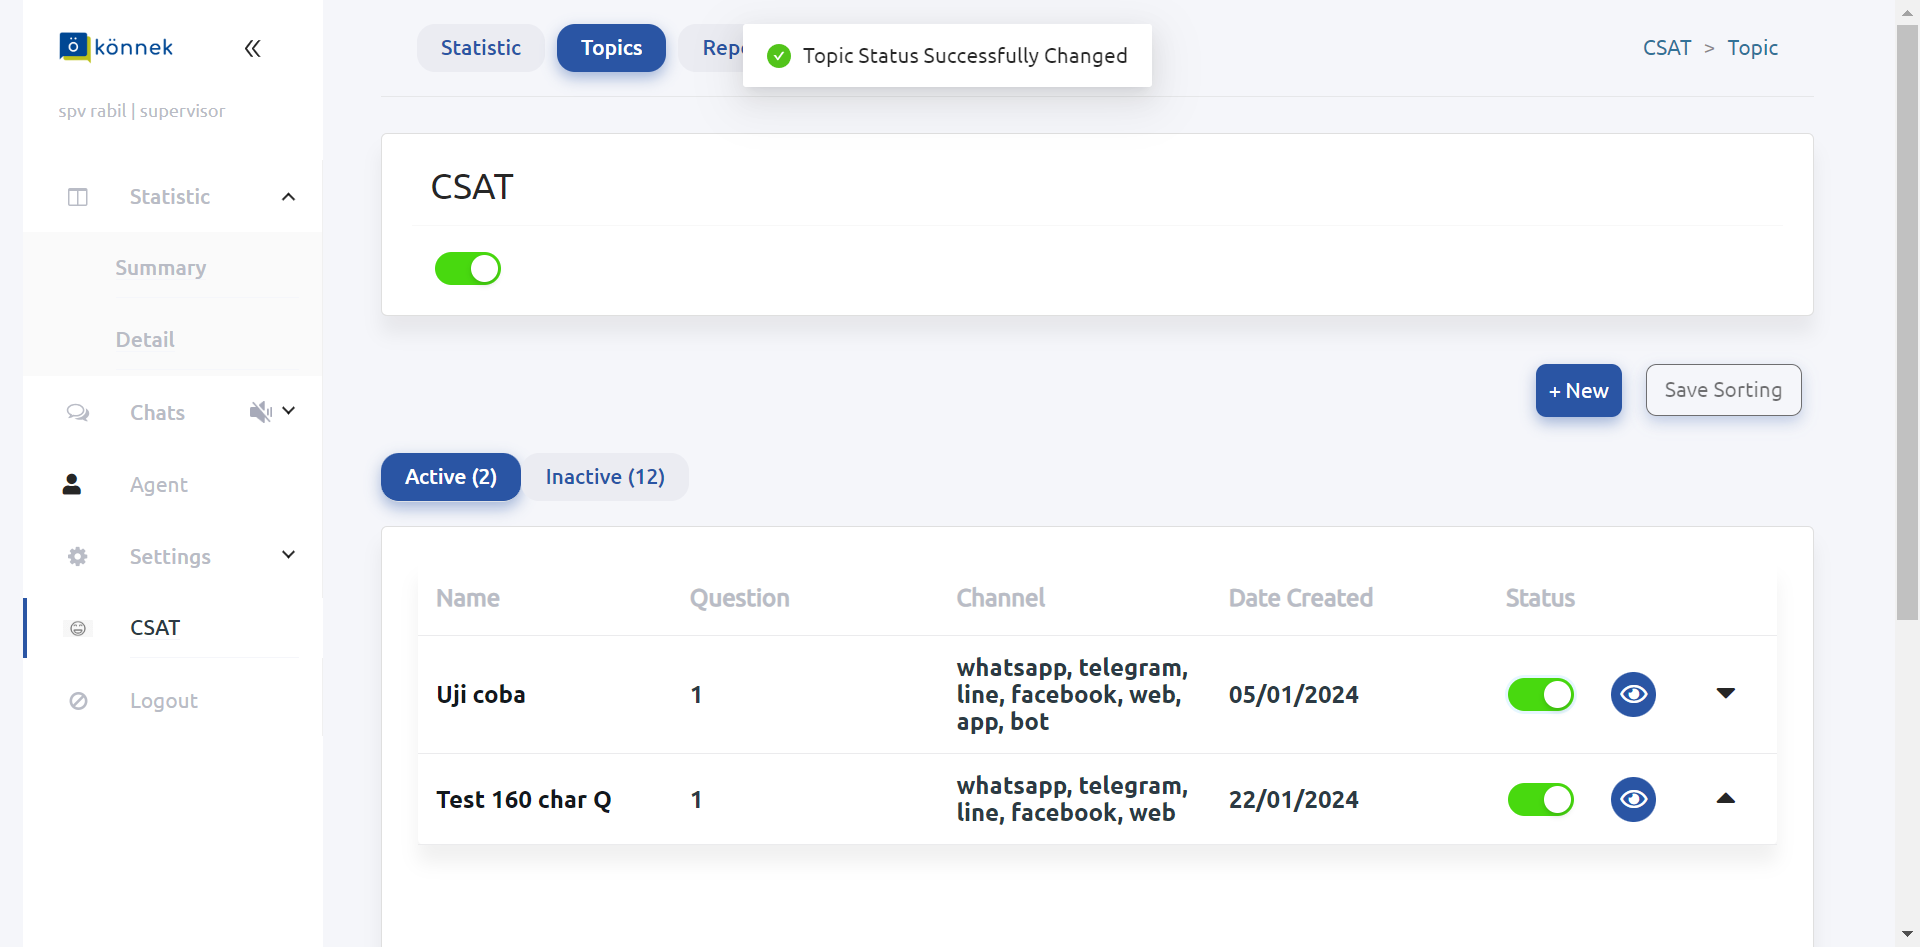 könnek
spv rabil | supervisor
Statistic
Summary
Detail
Chats
Agent
Settings
CSAT
Logout
Statistic
Topics
Rep
Topic Status Successfully Changed
CSAT > Topic
CSAT
+ New
Save Sorting
Active (2)
Inactive (12)
Name Question Channel Date Created Status
whatsapp, telegram,
Uji coba 1 line, facebook, web, 05/01/2024
app, bot
whatsapp, telegram,
Test 160 char Q 1 22/01/2024
line, facebook, web